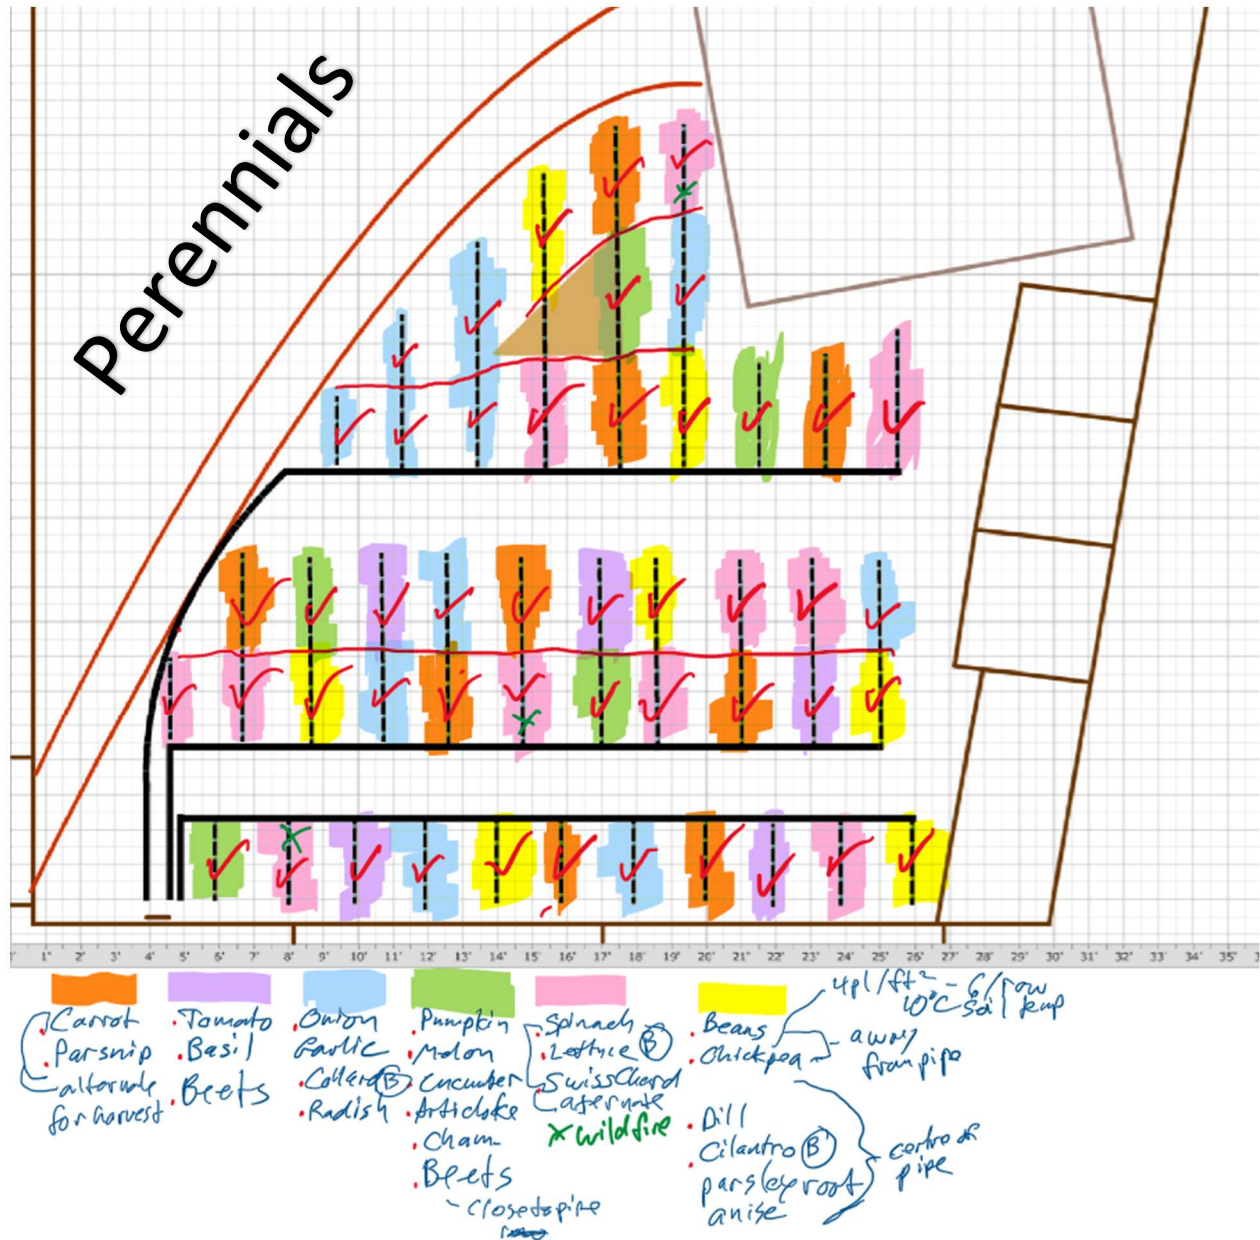 Perennials
1' 2' 3' 4' 5' 6' 7' 8' 9' 10' 11' 12' 13' 14' 15' 16' 17' 18' 19' 20' 21' 22' 23' 24' 25' 26' 27' 28' 29' 30' 31' 32' 33' 34' 35' 3
Carrot
Parsnip
alternate
for harvest
Tomato
Basil
Beets
Onion
Garlic
Collard B
Radish
Pumpkin
Melon
Cucumber
Artichoke
Cham
Beets
- close to pipe
Spinach
Lettuce B
Swiss Chard
alternate
x wildfire
Beans
Chickpea
4pl/ft² - 6/row
10°C Soil temp
away
from pipe
Dill
Cilantro B
parsley root
anise
centre of
pipe